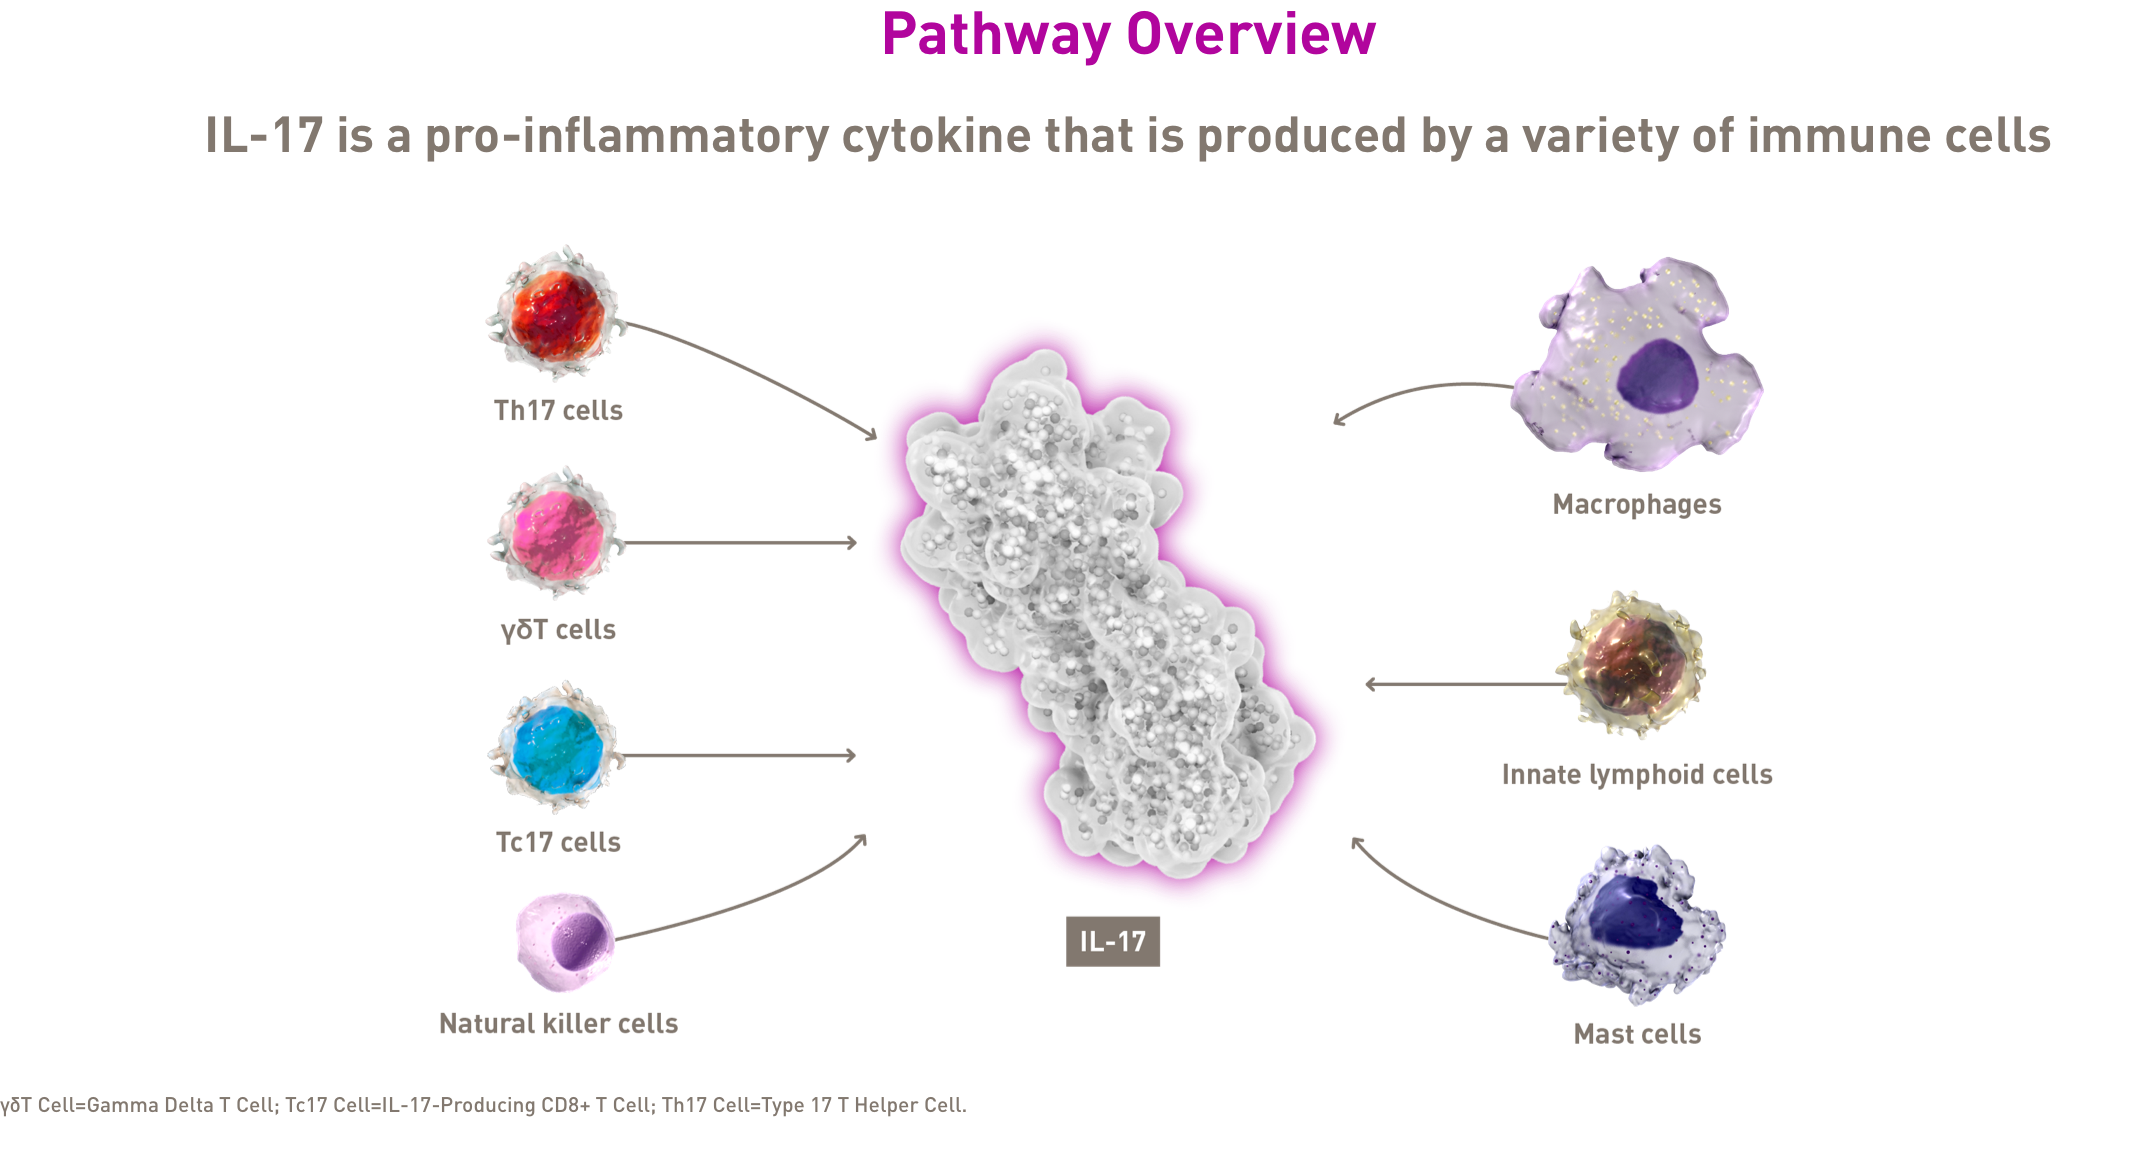 Pathway Overview
IL-17 is a pro-inflammatory cytokine that is produced by a variety of immune cells
Th17 cells
γδT cells
Tc17 cells
Natural killer cells
IL-17
Macrophages
Innate lymphoid cells
Mast cells
γδT Cell=Gamma Delta T Cell; Tc17 Cell=IL-17-Producing CD8+ T Cell; Th17 Cell=Type 17 T Helper Cell.